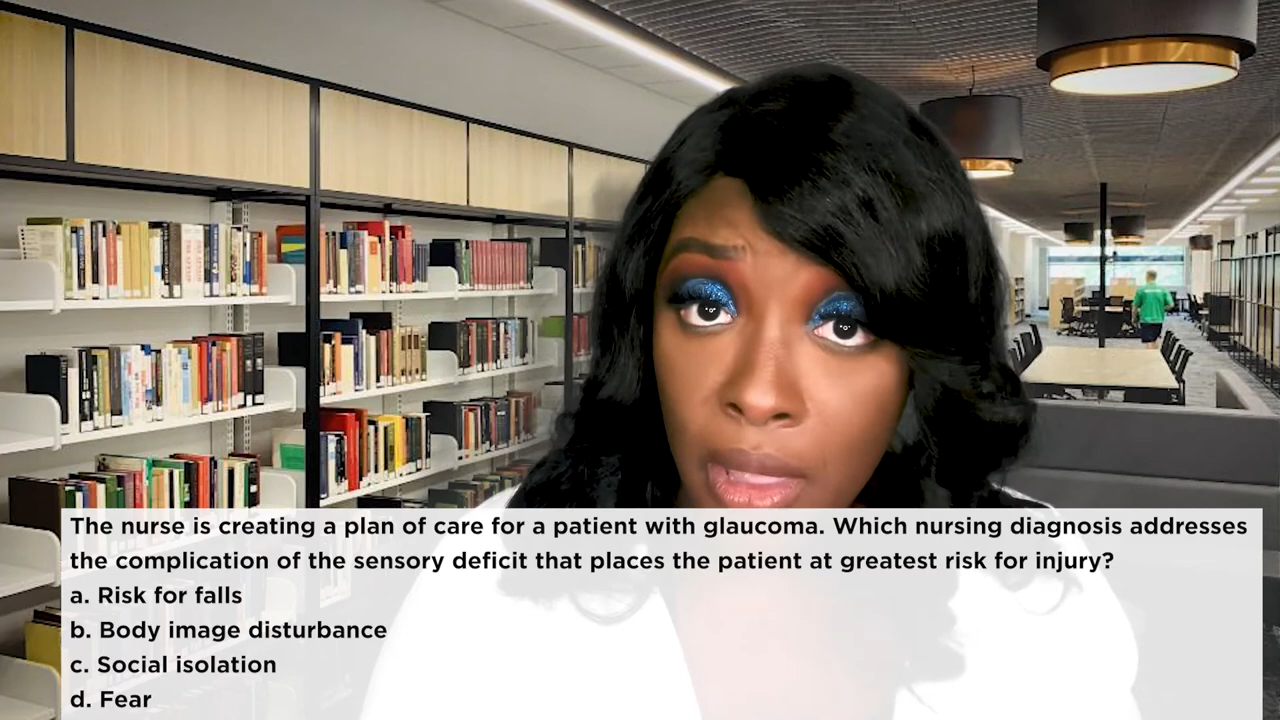 The nurse is creating a plan of care for a patient with glaucoma. Which nursing diagnosis addresses
the complication of the sensory deficit that places the patient at greatest risk for injury?
a. Risk for falls
b. Body image disturbance
c. Social isolation
d. Fear